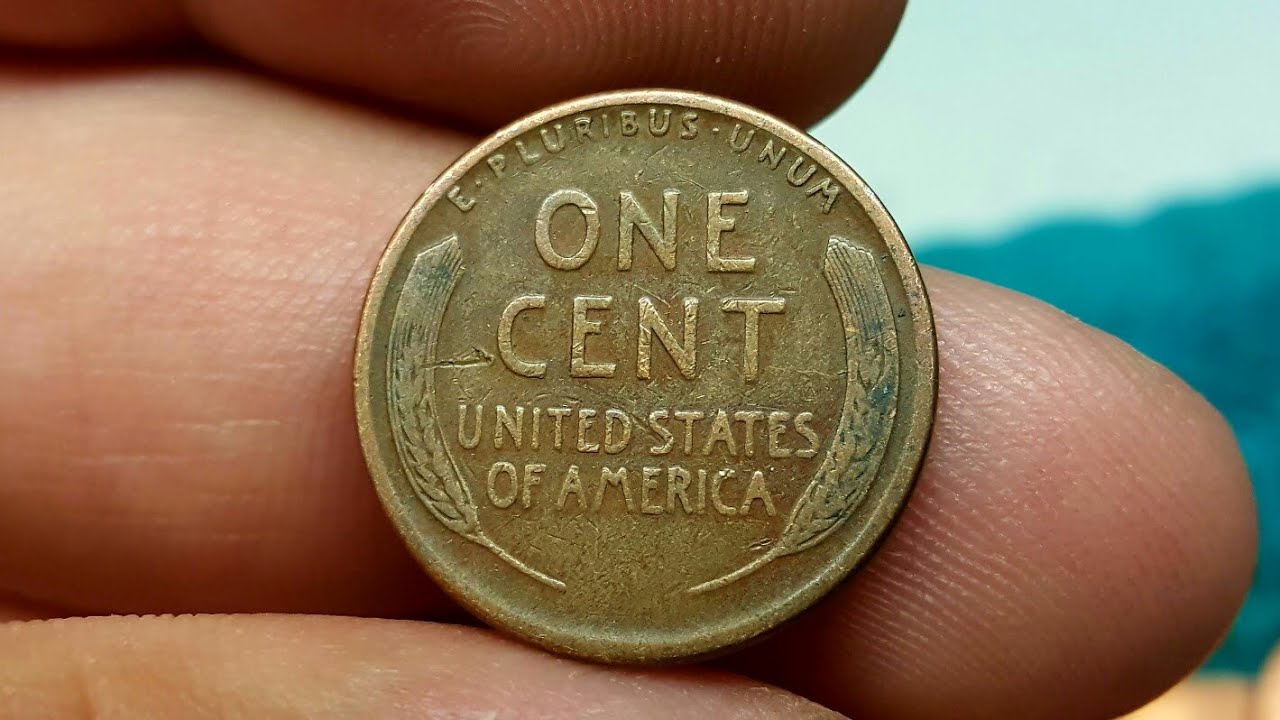 E·PLURIBUS·UNUM
ONE
CENT
UNITED STATES
OF AMERICA